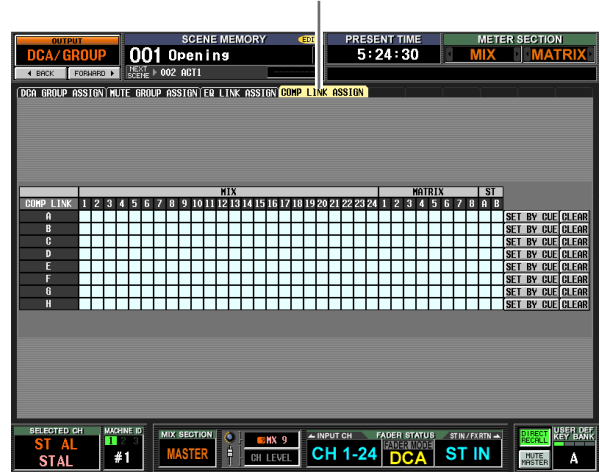 OUTPUT
DCA/GROUP
BACK FORWARD
SCENE MEMORY
001 Opening
NEXT SCENE 002 ACT1
PRESENT TIME
5:24:30
METER SECTION
MIX MATRIX
DCA GROUP ASSIGN MUTE GROUP ASSIGN EQ LINK ASSIGN COMP LINK ASSIGN
MIX MATRIX ST
COMP LINK 1 2 3 4 5 6 7 8 9 10 11 12 13 14 15 16 17 18 19 20 21 22 23 24 1 2 3 4 5 6 7 8 A B
A SET BY CUE CLEAR
B SET BY CUE CLEAR
C SET BY CUE CLEAR
D SET BY CUE CLEAR
E SET BY CUE CLEAR
F SET BY CUE CLEAR
G SET BY CUE CLEAR
H SET BY CUE CLEAR
SELECTED CH
ST AL
STAL
MACHINE ID
1 2 3
#1
MIX SECTION
MASTER
MX 9
CH LEVEL
INPUT CH FADER STATUS ST IN / FX RTN
CH 1-24
FADER MODE
DCA
ST IN
DIRECT RECALL
MUTE MASTER
USER DEF KEY BANK
A